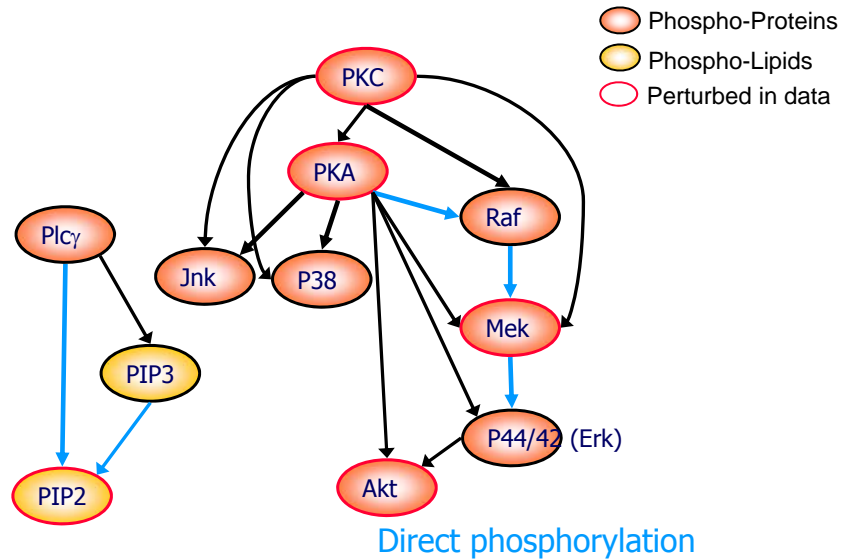 Phospho-Proteins
Phospho-Lipids
Perturbed in data
PKC
PKA
Raf
Plcγ
Jnk
P38
Mek
PIP3
P44/42 (Erk)
PIP2
Akt
Direct phosphorylation